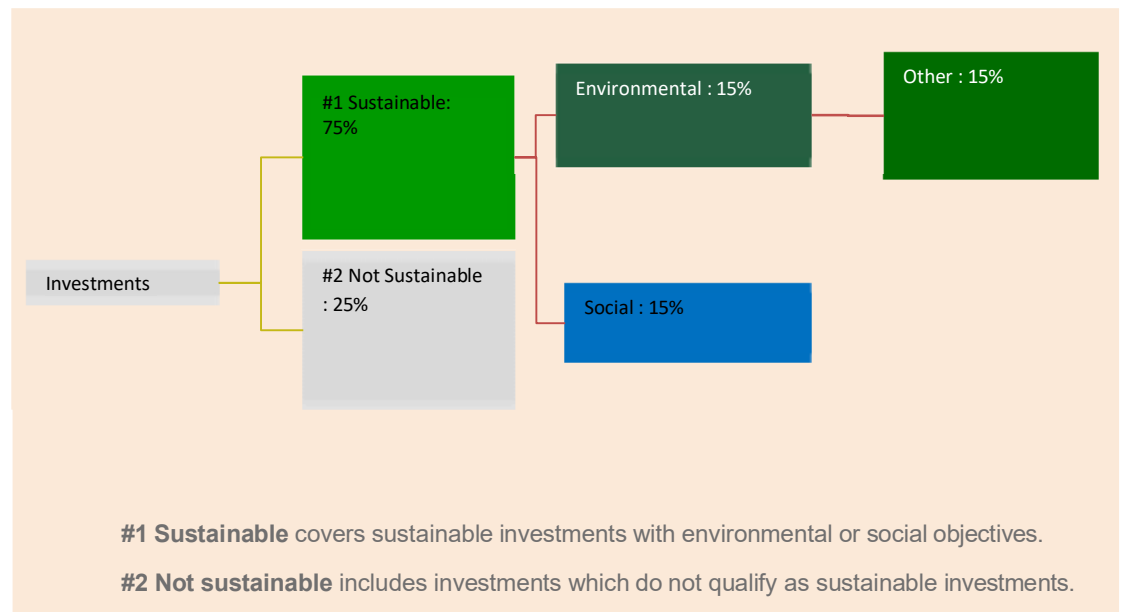 #1 Sustainable:
75%
Environmental : 15%
Other : 15%
Investments
#2 Not Sustainable
: 25%
Social : 15%
#1 Sustainable covers sustainable investments with environmental or social objectives.
#2 Not sustainable includes investments which do not qualify as sustainable investments.